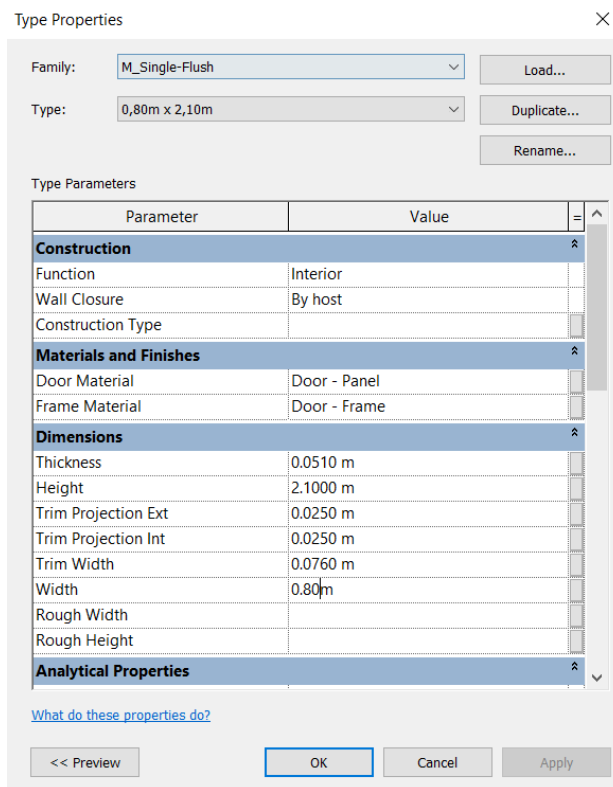 Type Properties
Family: M_Single-Flush Load...
Type: 0,80m x 2,10m Duplicate...
Rename...
Type Parameters
Parameter Value =
Construction
Function Interior
Wall Closure By host
Construction Type
Materials and Finishes
Door Material Door - Panel
Frame Material Door - Frame
Dimensions
Thickness 0.0510 m
Height 2.1000 m
Trim Projection Ext 0.0250 m
Trim Projection Int 0.0250 m
Trim Width 0.0760 m
Width 0.80m
Rough Width
Rough Height
Analytical Properties
What do these properties do?
<< Preview OK Cancel Apply